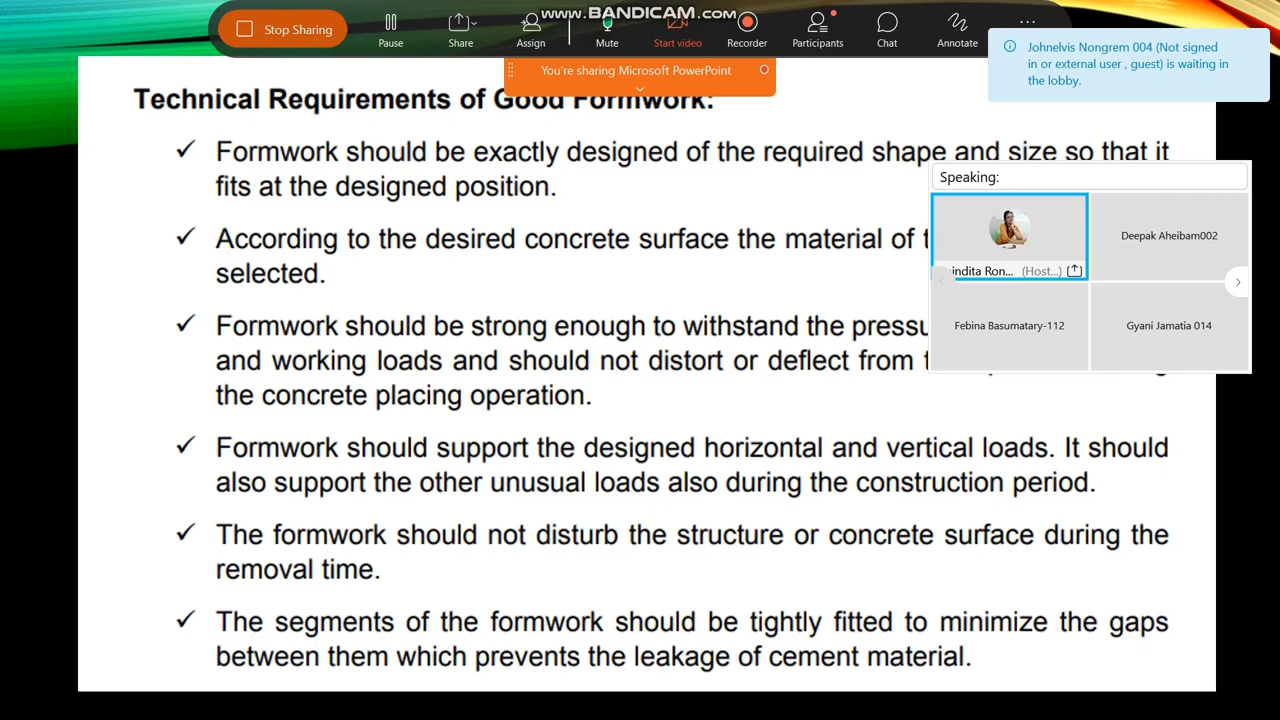 www.BANDICAM.com
Stop Sharing
Pause
Share
Assign
Mute
Start video
Recorder
Participants
Chat
Annotate
You're sharing Microsoft PowerPoint
Johnelvis Nongrem 004 (Not signed
in or external user , guest) is waiting in
the lobby.
Technical Requirements of Good Formwork:
✓ Formwork should be exactly designed of the required shape and size so that it
fits at the designed position.
✓ According to the desired concrete surface the material of
selected.
✓ Formwork should be strong enough to withstand the
and working loads and should not distort or deflect from
the concrete placing operation.
✓ Formwork should support the designed horizontal and vertical loads. It should
also support the other unusual loads also during the construction period.
✓ The formwork should not disturb the structure or concrete surface during the
removal time.
✓ The segments of the formwork should be tightly fitted to minimize the gaps
between them which prevents the leakage of cement material.
Speaking:
indita Ron... (Host...)
Deepak Aheibam002
Febina Basumatary-112
Gyani Jamatia 014